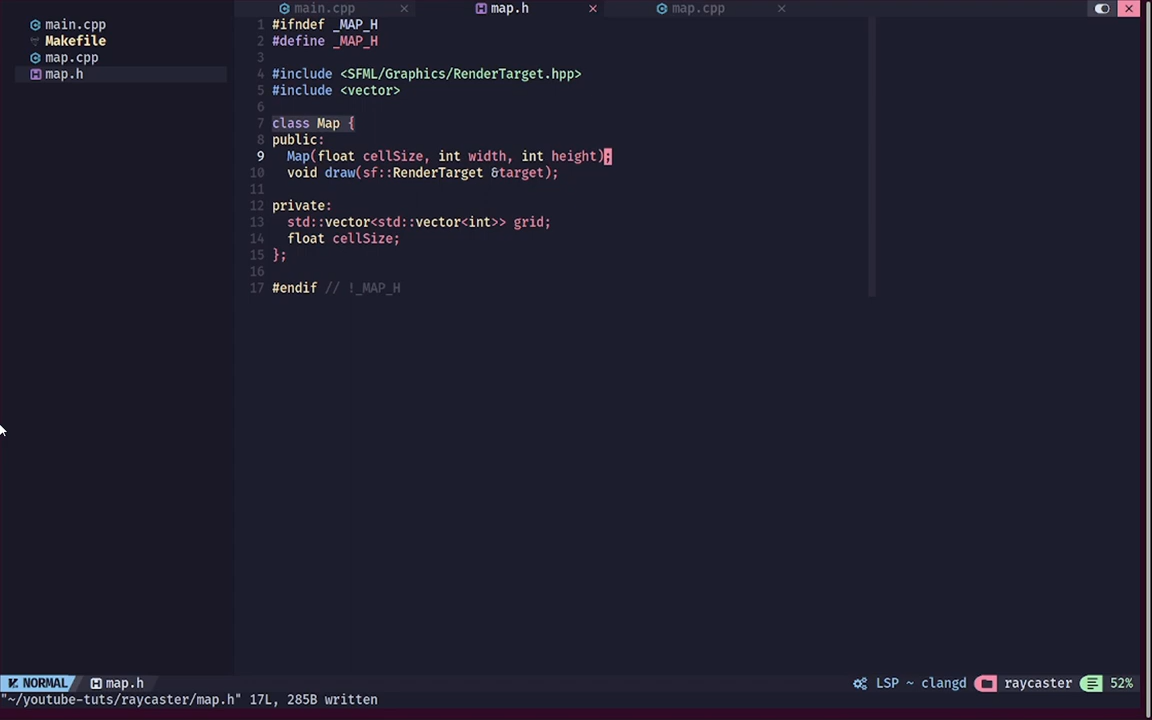 main.cpp map.h map.cpp
main.cpp
Makefile
map.cpp
map.h
1 #ifndef _MAP_H
2 #define _MAP_H
3
4 #include <SFML/Graphics/RenderTarget.hpp>
5 #include <vector>
6
7 class Map {
8 public:
9   Map(float cellSize, int width, int height);
10   void draw(sf::RenderTarget &target);
11
12 private:
13   std::vector<std::vector<int>> grid;
14   float cellSize;
15 };
16
17 #endif // !_MAP_H
NORMAL map.h LSP ~ clangd raycaster 52%
"~/youtube-tuts/raycaster/map.h" 17L, 285B written